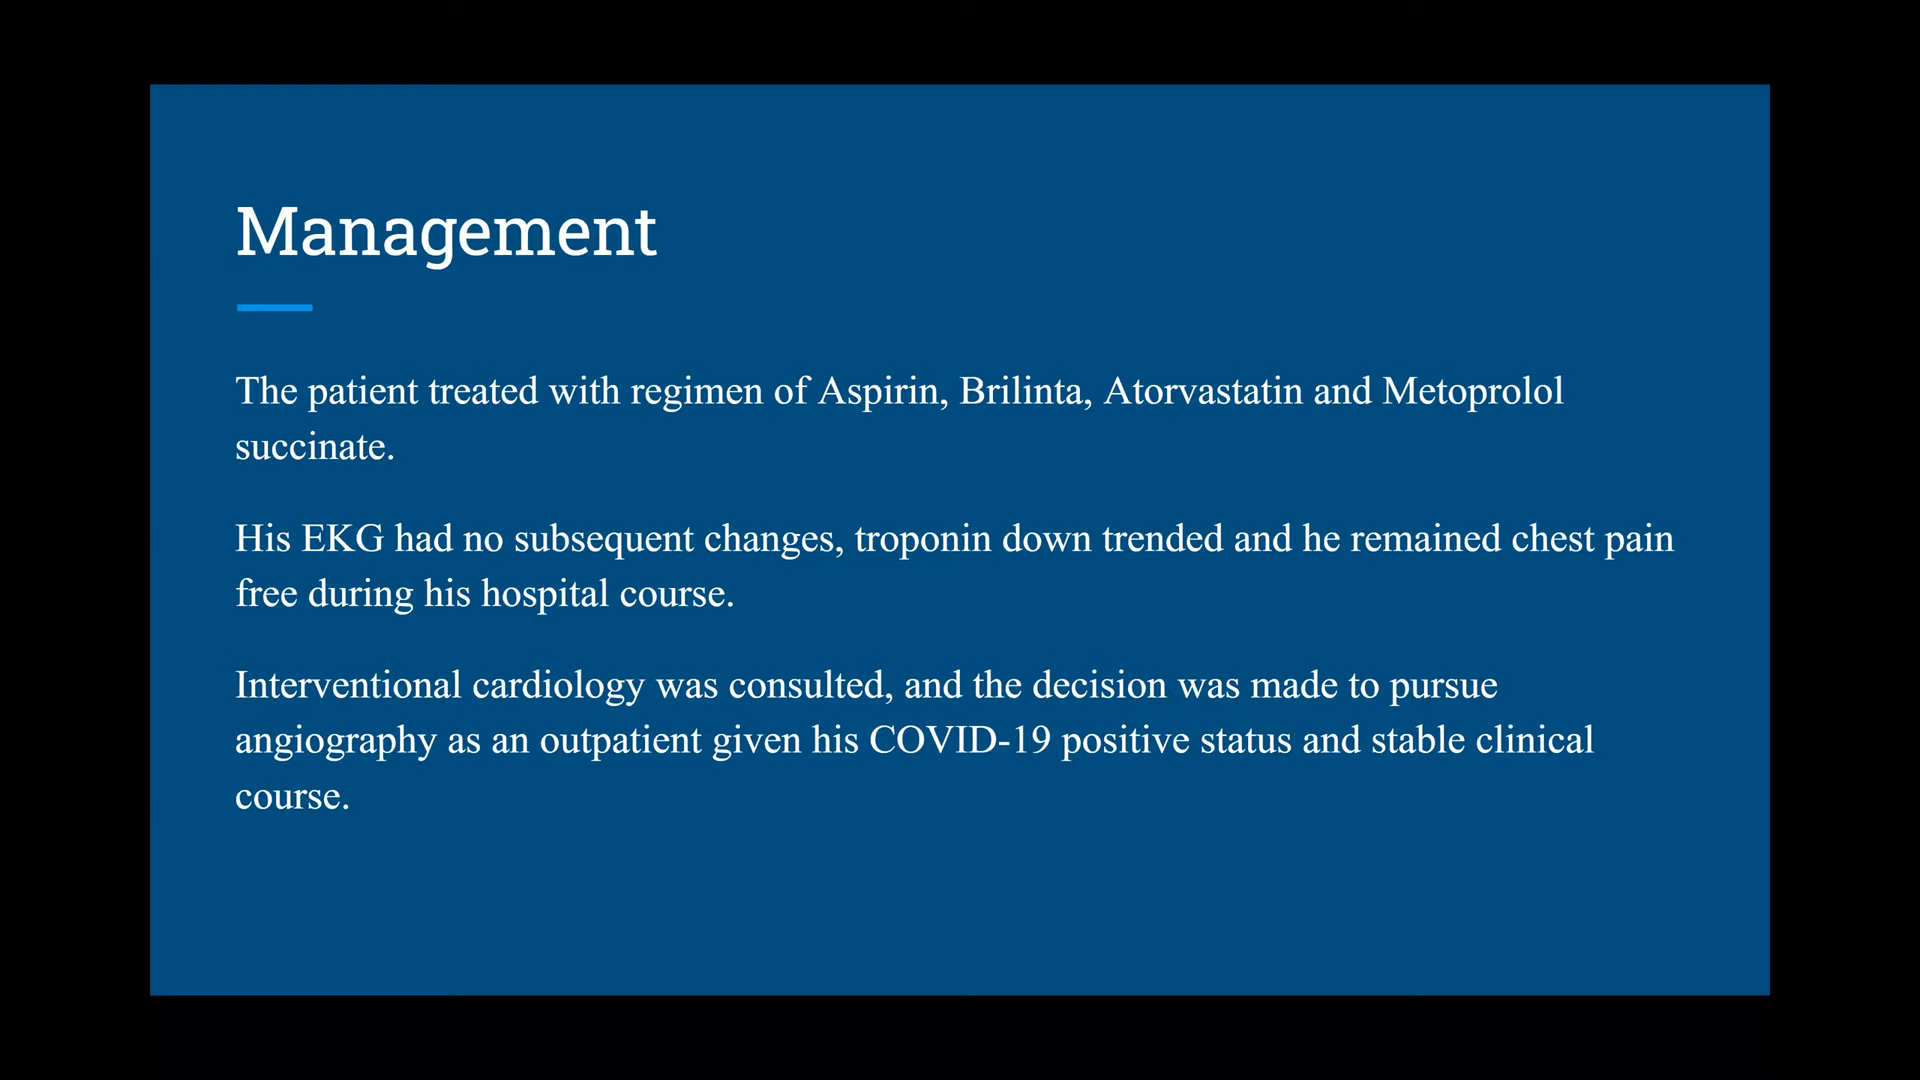 Management
The patient treated with regimen of Aspirin, Brilinta, Atorvastatin and Metoprolol
succinate.
His EKG had no subsequent changes, troponin down trended and he remained chest pain
free during his hospital course.
Interventional cardiology was consulted, and the decision was made to pursue
angiography as an outpatient given his COVID-19 positive status and stable clinical
course.